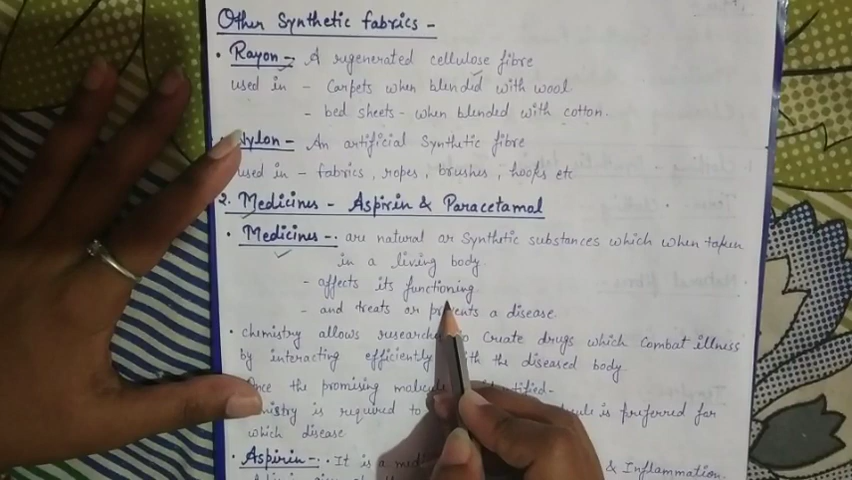 Other Synthetic fabrics -
• Rayon - A regenerated cellulose fibre
used in - Carpets when blended with wool
- bed sheets - when blended with cotton.
Nylon - An artificial synthetic fibre
used in - fabrics, ropes, brushes, hooks etc
2. Medicines - Aspirin & Paracetamol
• Medicines - are natural or synthetic substances which when taken
in a living body
- affects its functioning
- and treats or prevents a disease
• chemistry allows researche to create drugs which combat illness
by interacting efficiently with the diseased body.
Once the promising
is required to is preferred for
which disease
• Aspirin - It is a & Inflammation.